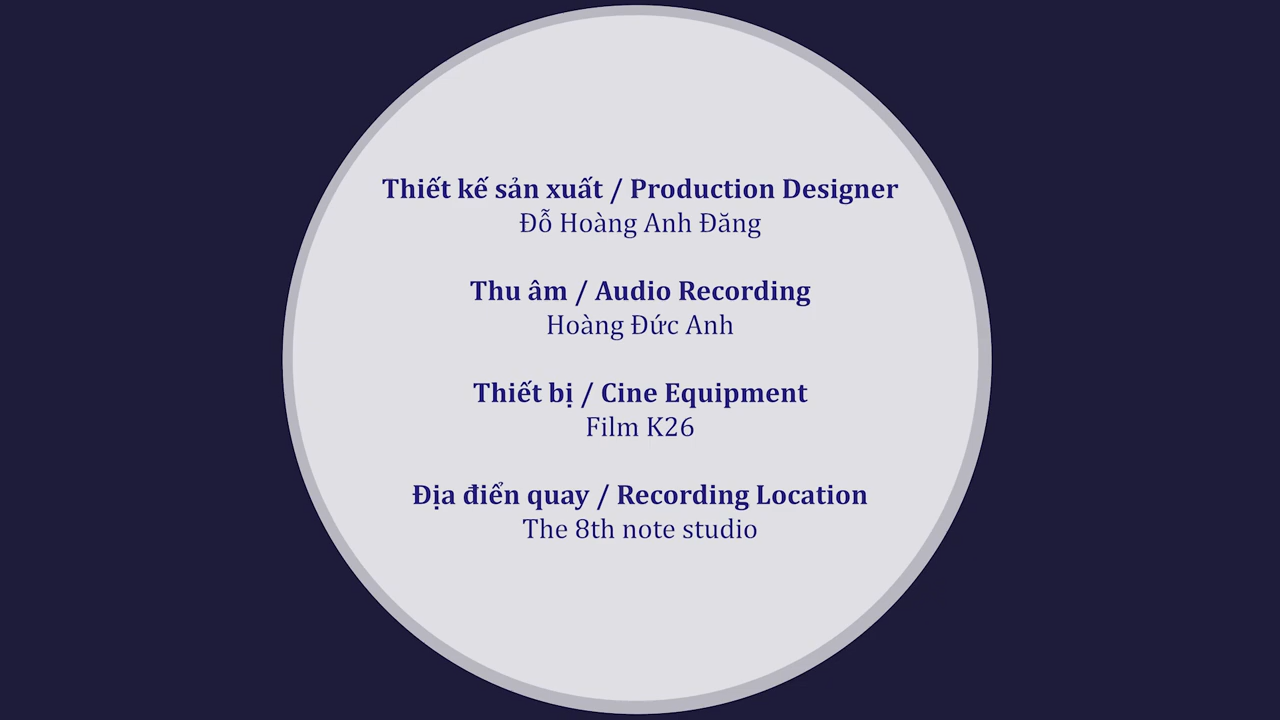 Thiết kế sản xuất / Production Designer
Đỗ Hoàng Anh Đăng
Thu âm / Audio Recording
Hoàng Đức Anh
Thiết bị / Cine Equipment
Film K26
Địa điển quay / Recording Location
The 8th note studio